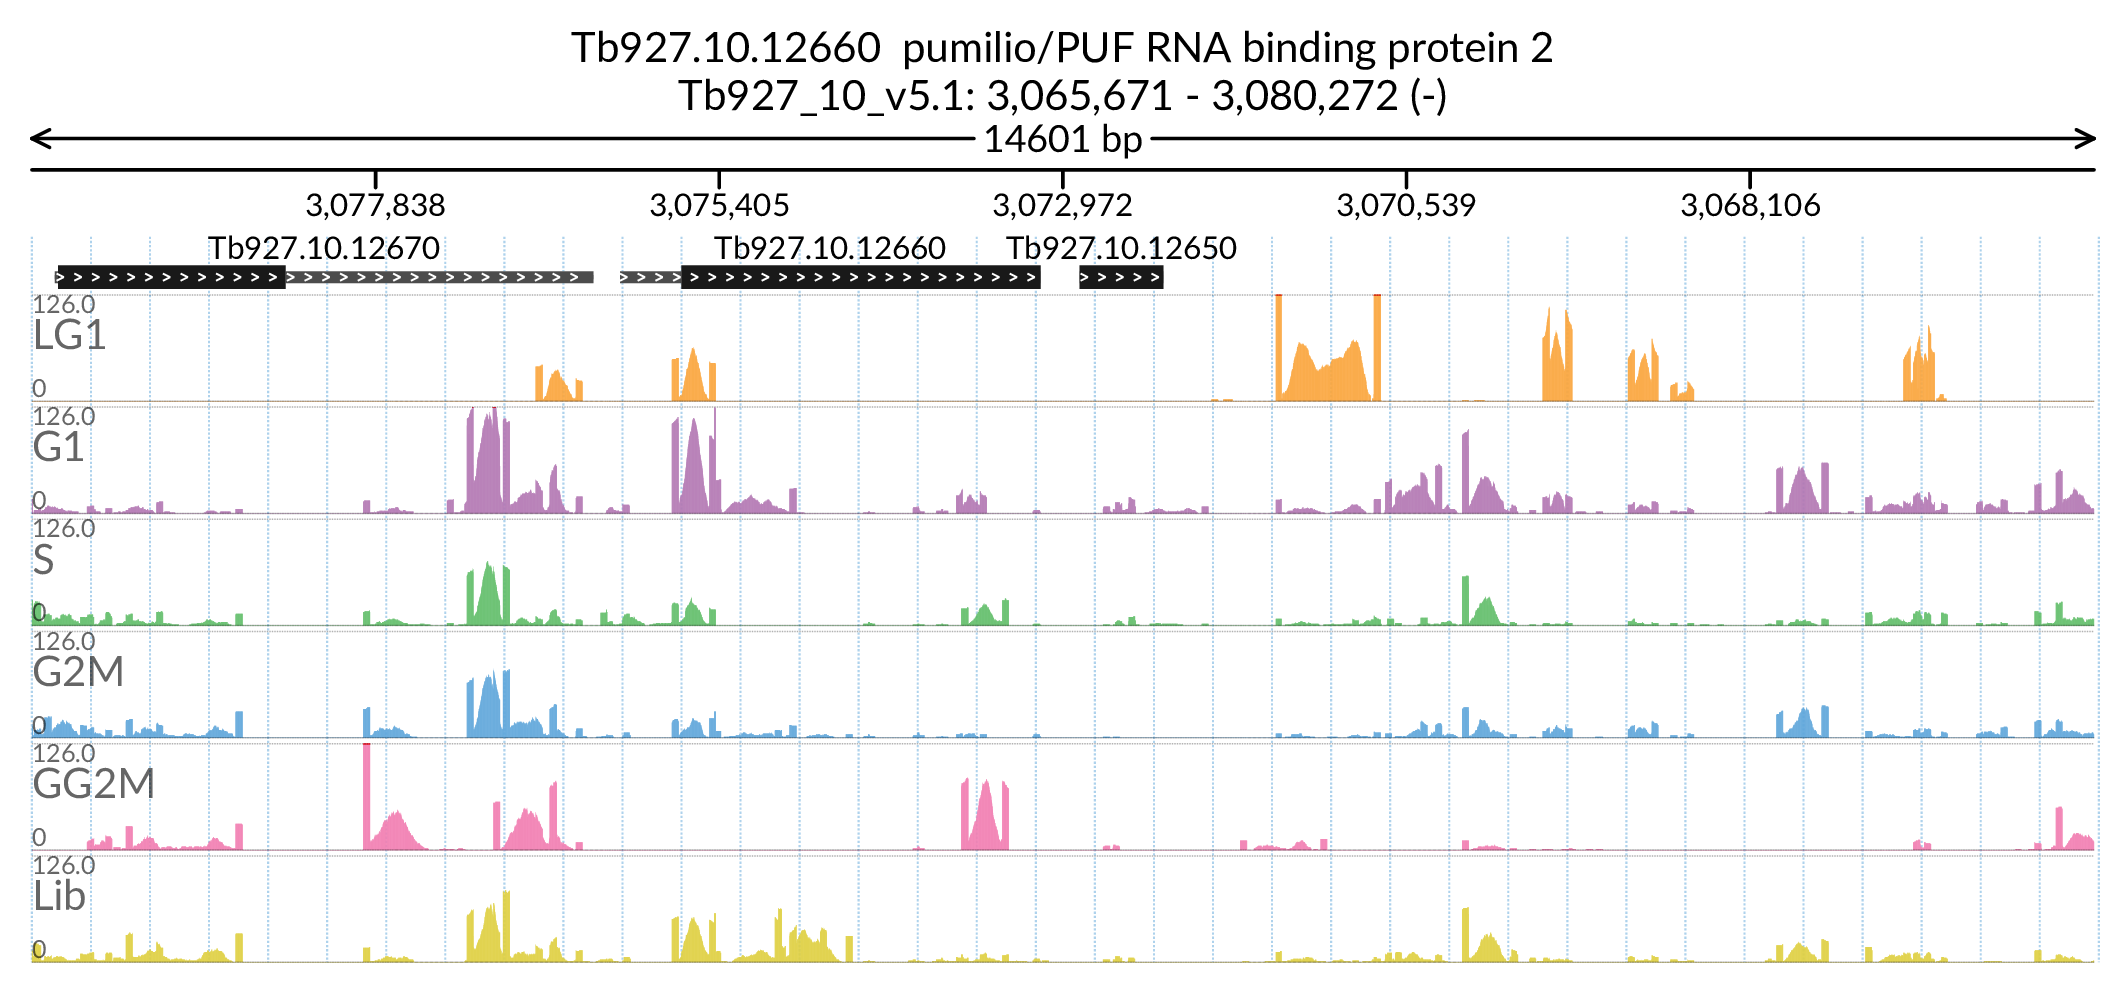 Tb927.10.12660 pumilio/PUF RNA binding protein 2
Tb927_10_v5.1: 3,065,671 - 3,080,272 (-)
14601 bp
3,077,838 3,075,405 3,072,972 3,070,539 3,068,106
Tb927.10.12670 Tb927.10.12660 Tb927.10.12650
126.0
LG1
0
126.0
G1
0
126.0
S
0
126.0
G2M
0
126.0
GG2M
0
126.0
Lib
0